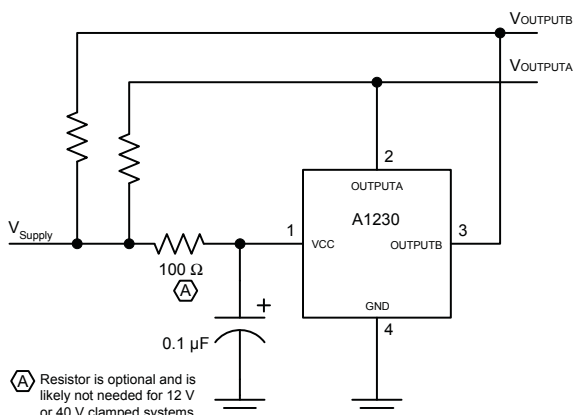 VOUTPUTB
VOUTPUTA
2
OUTPUTA
A1230
VSupply
1
VCC
OUTPUTB
3
100 Ω
A
GND
4
+
0.1 µF
A Resistor is optional and is
likely not needed for 12 V
or 40 V clamped systems